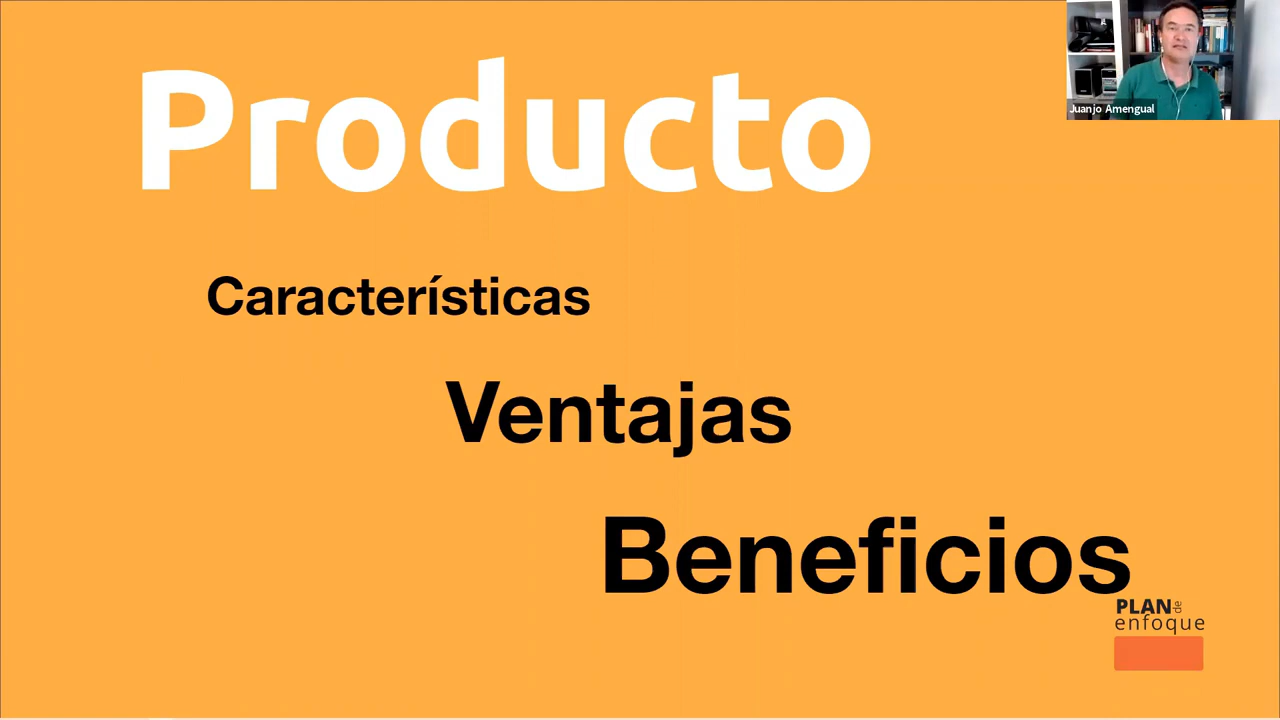 Producto
Juanjo Amengual
Características
Ventajas
Beneficios
PLAN de
enfoque